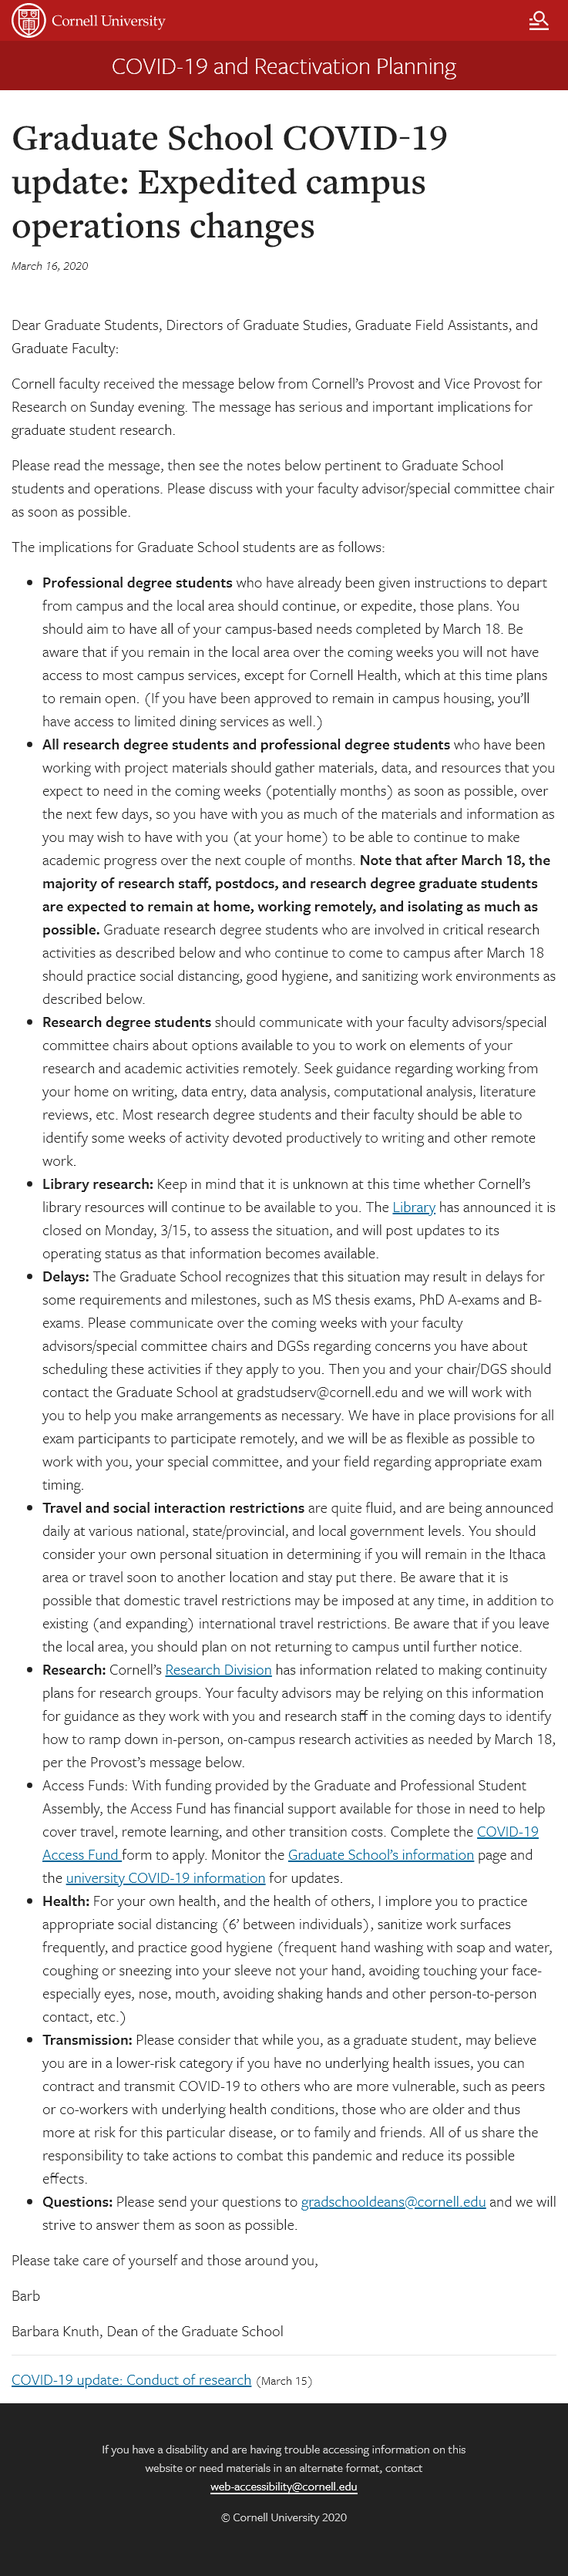 Cornell University
COVID-19 and Reactivation Planning
Graduate School COVID-19
update: Expedited campus
operations changes
March 16, 2020
Dear Graduate Students, Directors of Graduate Studies, Graduate Field Assistants, and
Graduate Faculty:
Cornell faculty received the message below from Cornell’s Provost and Vice Provost for
Research on Sunday evening. The message has serious and important implications for
graduate student research.
Please read the message, then see the notes below pertinent to Graduate School
students and operations. Please discuss with your faculty advisor/special committee chair
as soon as possible.
The implications for Graduate School students are as follows:
Professional degree students who have already been given instructions to depart
from campus and the local area should continue, or expedite, those plans. You
should aim to have all of your campus-based needs completed by March 18. Be
aware that if you remain in the local area over the coming weeks you will not have
access to most campus services, except for Cornell Health, which at this time plans
to remain open. (If you have been approved to remain in campus housing, you’ll
have access to limited dining services as well.)
All research degree students and professional degree students who have been
working with project materials should gather materials, data, and resources that you
expect to need in the coming weeks (potentially months) as soon as possible, over
the next few days, so you have with you as much of the materials and information as
you may wish to have with you (at your home) to be able to continue to make
academic progress over the next couple of months. Note that after March 18, the
majority of research staff, postdocs, and research degree graduate students
are expected to remain at home, working remotely, and isolating as much as
possible. Graduate research degree students who are involved in critical research
activities as described below and who continue to come to campus after March 18
should practice social distancing, good hygiene, and sanitizing work environments as
described below.
Research degree students should communicate with your faculty advisors/special
committee chairs about options available to you to work on elements of your
research and academic activities remotely. Seek guidance regarding working from
your home on writing, data entry, data analysis, computational analysis, literature
reviews, etc. Most research degree students and their faculty should be able to
identify some weeks of activity devoted productively to writing and other remote
work.
Library research: Keep in mind that it is unknown at this time whether Cornell’s
library resources will continue to be available to you. The Library has announced it is
closed on Monday, 3/15, to assess the situation, and will post updates to its
operating status as that information becomes available.
Delays: The Graduate School recognizes that this situation may result in delays for
some requirements and milestones, such as MS thesis exams, PhD A-exams and B-
exams. Please communicate over the coming weeks with your faculty
advisors/special committee chairs and DGSs regarding concerns you have about
scheduling these activities if they apply to you. Then you and your chair/DGS should
contact the Graduate School at gradstudserv@cornell.edu and we will work with
you to help you make arrangements as necessary. We have in place provisions for all
exam participants to participate remotely, and we will be as flexible as possible to
work with you, your special committee, and your field regarding appropriate exam
timing.
Travel and social interaction restrictions are quite fluid, and are being announced
daily at various national, state/provincial, and local government levels. You should
consider your own personal situation in determining if you will remain in the Ithaca
area or travel soon to another location and stay put there. Be aware that it is
possible that domestic travel restrictions may be imposed at any time, in addition to
existing (and expanding) international travel restrictions. Be aware that if you leave
the local area, you should plan on not returning to campus until further notice.
Research: Cornell’s Research Division has information related to making continuity
plans for research groups. Your faculty advisors may be relying on this information
for guidance as they work with you and research staff in the coming days to identify
how to ramp down in-person, on-campus research activities as needed by March 18,
per the Provost’s message below.
Access Funds: With funding provided by the Graduate and Professional Student
Assembly, the Access Fund has financial support available for those in need to help
cover travel, remote learning, and other transition costs. Complete the COVID-19
Access Fund form to apply. Monitor the Graduate School’s information page and
the university COVID-19 information for updates.
Health: For your own health, and the health of others, I implore you to practice
appropriate social distancing (6’ between individuals), sanitize work surfaces
frequently, and practice good hygiene (frequent hand washing with soap and water,
coughing or sneezing into your sleeve not your hand, avoiding touching your face-
especially eyes, nose, mouth, avoiding shaking hands and other person-to-person
contact, etc.)
Transmission: Please consider that while you, as a graduate student, may believe
you are in a lower-risk category if you have no underlying health issues, you can
contract and transmit COVID-19 to others who are more vulnerable, such as peers
or co-workers with underlying health conditions, those who are older and thus
more at risk for this particular disease, or to family and friends. All of us share the
responsibility to take actions to combat this pandemic and reduce its possible
effects.
Questions: Please send your questions to gradschooldeans@cornell.edu and we will
strive to answer them as soon as possible.
Please take care of yourself and those around you,
Barb
Barbara Knuth, Dean of the Graduate School
COVID-19 update: Conduct of research (March 15)
If you have a disability and are having trouble accessing information on this
website or need materials in an alternate format, contact
web-accessibility@cornell.edu
© Cornell University 2020